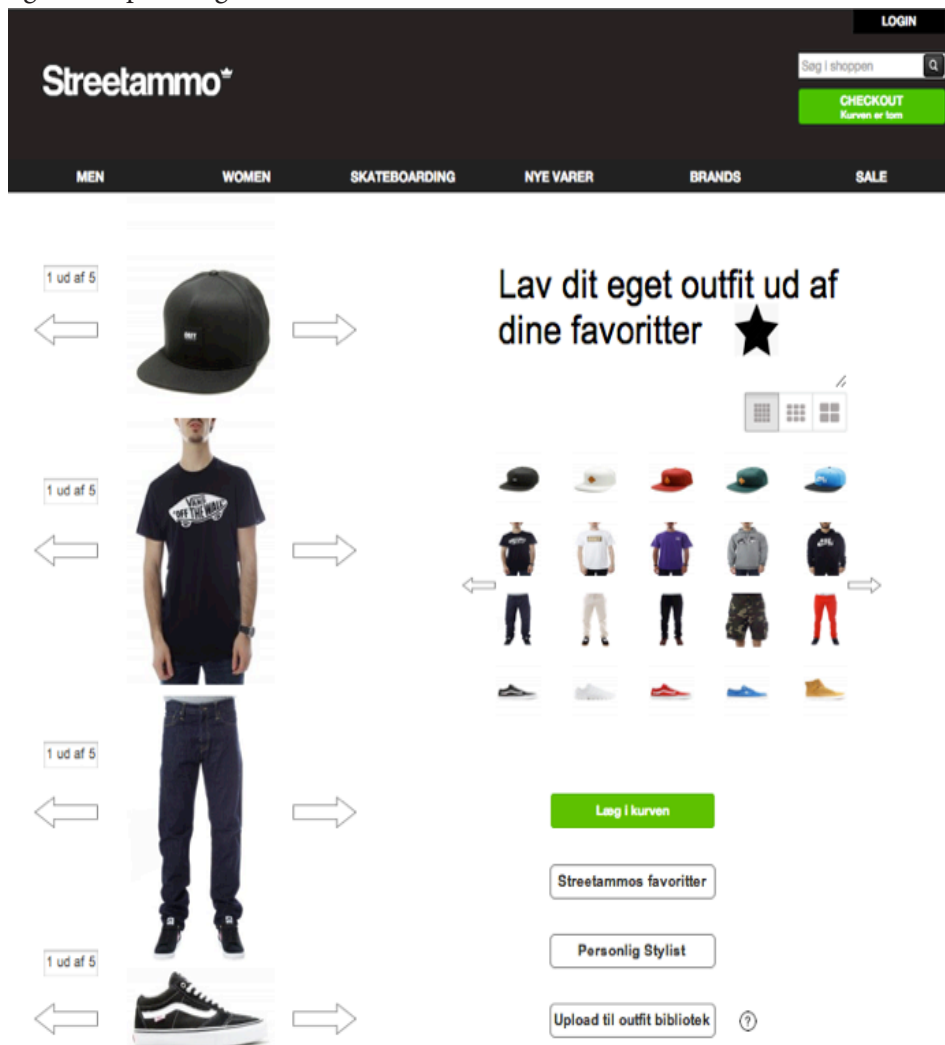 LOGIN
Streetammo
Søg i shoppen
CHECKOUT
Kurven er tom
MEN WOMEN SKATEBOARDING NYE VARER BRANDS SALE
1 ud af 5
Lav dit eget outfit ud af
dine favoritter
1 ud af 5
VANS
"OFF THE WALL"
1 ud af 5
Læg i kurven
Streetammos favoritter
Personlig Stylist
1 ud af 5
Upload til outfit bibliotek ?